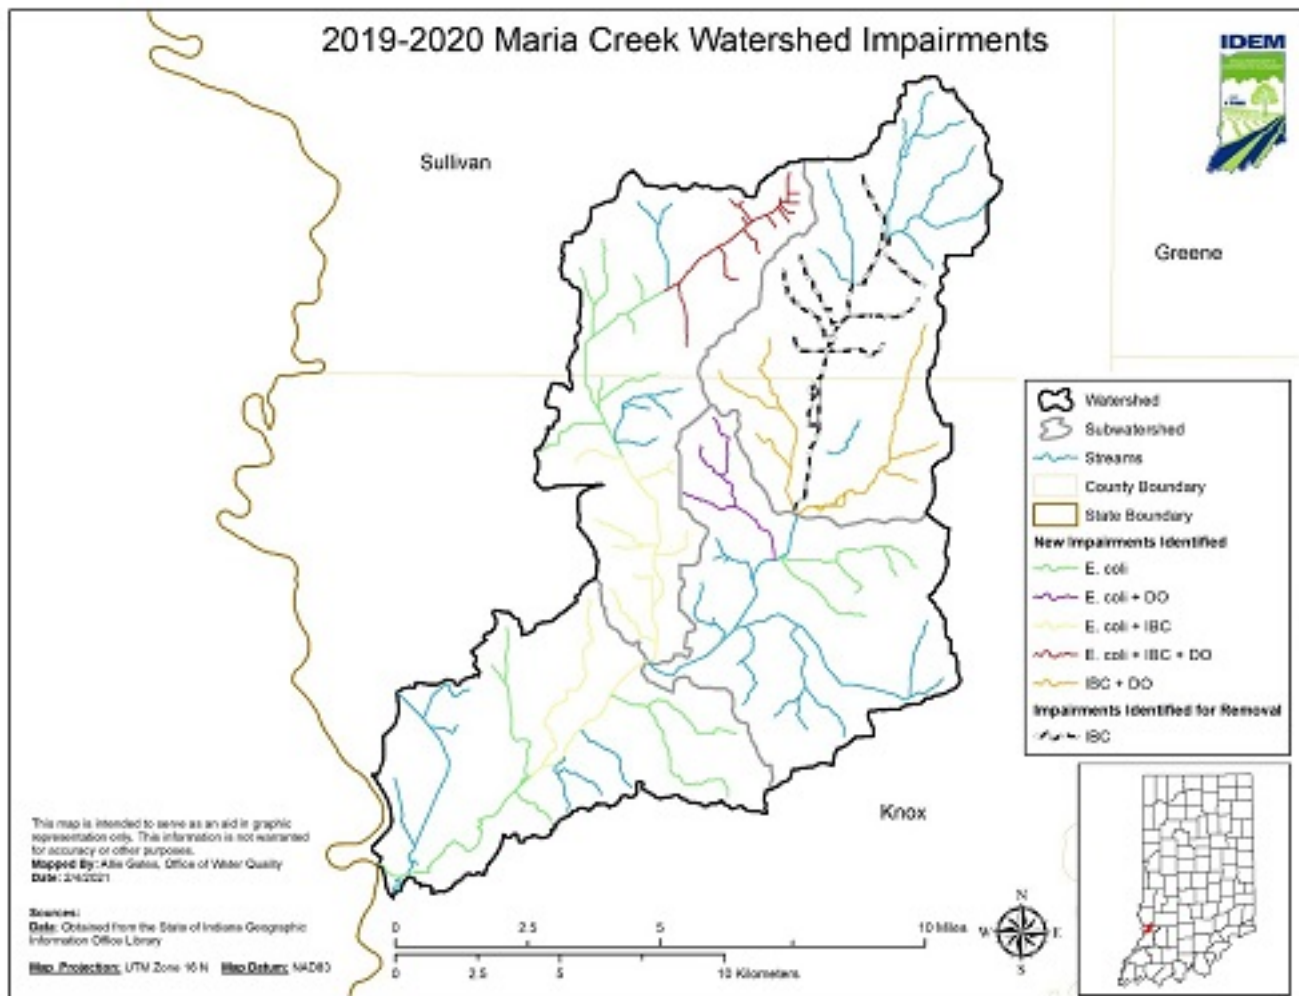 2019-2020 Maria Creek Watershed Impairments
IDEM
Sullivan
Greene
Watershed
Subwatershed
Streams
County Boundary
State Boundary
New Impairments Identified
E. coli
E. coli + DO
E. coli + IBC
E. coli + IBC + DO
IBC + DO
Impairments Identified for Removal
IBC
Knox
This map is intended to serve as an aid in graphic
representation only. This information is not warranted
for accuracy or other purposes.
Mapped By: Allie Gates, Office of Water Quality
Date: 2/4/2021
Sources:
Data: Obtained from the State of Indiana Geographic
Information Office Library
Map Projection: UTM Zone 16 N Map Datum: NAD83
0 5 10 Miles
0 2.5 5 10 Kilometers
N
W E
S